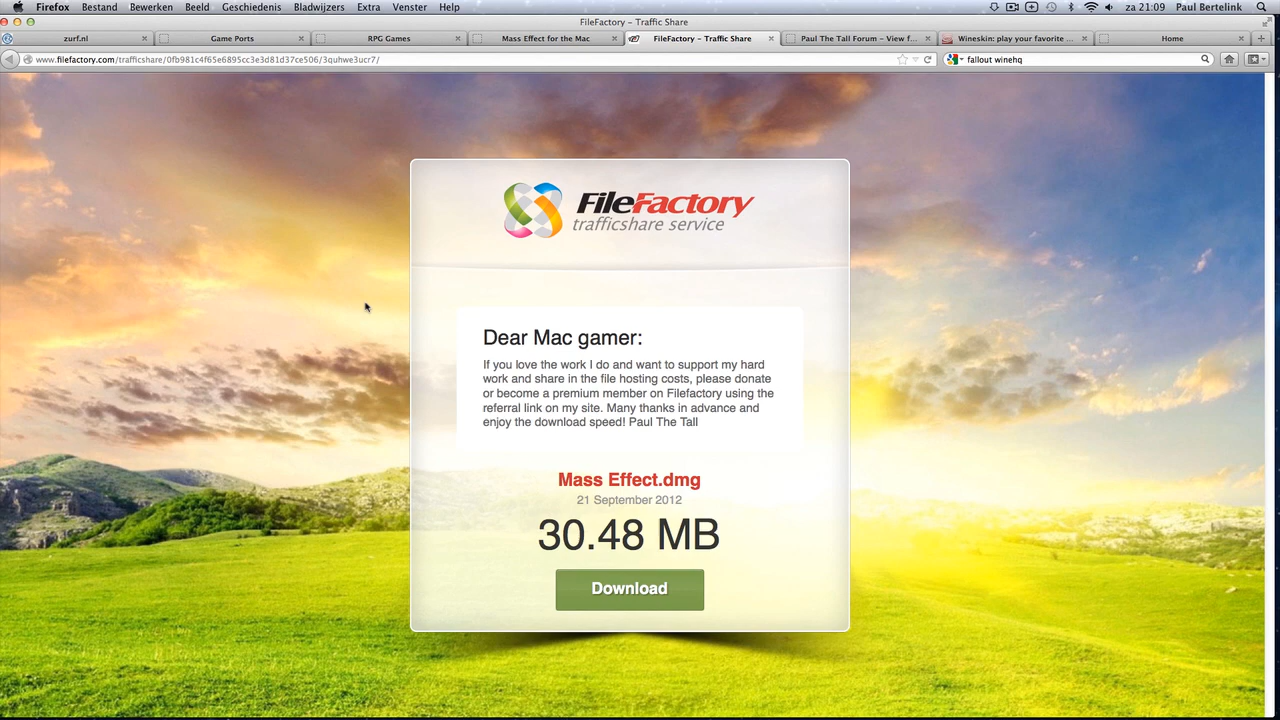 Firefox Bestand Bewerken Beeld Geschiedenis Bladwijzers Extra Venster Help za 21:09 Paul Bertelink
FileFactory – Traffic Share
zurf.nl Game Ports RPG Games Mass Effect for the Mac FileFactory – Traffic Share Paul The Tall Forum – View f... Wineskin: play your favorite ... Home
www.filefactory.com/trafficshare/0fb981c4f65e6895cc3e3d81d37ce506/3quhwe3ucr7/ fallout winehq
FileFactory
trafficshare service
Dear Mac gamer:
If you love the work I do and want to support my hard
work and share in the file hosting costs, please donate
or become a premium member on Filefactory using the
referral link on my site. Many thanks in advance and
enjoy the download speed! Paul The Tall
Mass Effect.dmg
21 September 2012
30.48 MB
Download